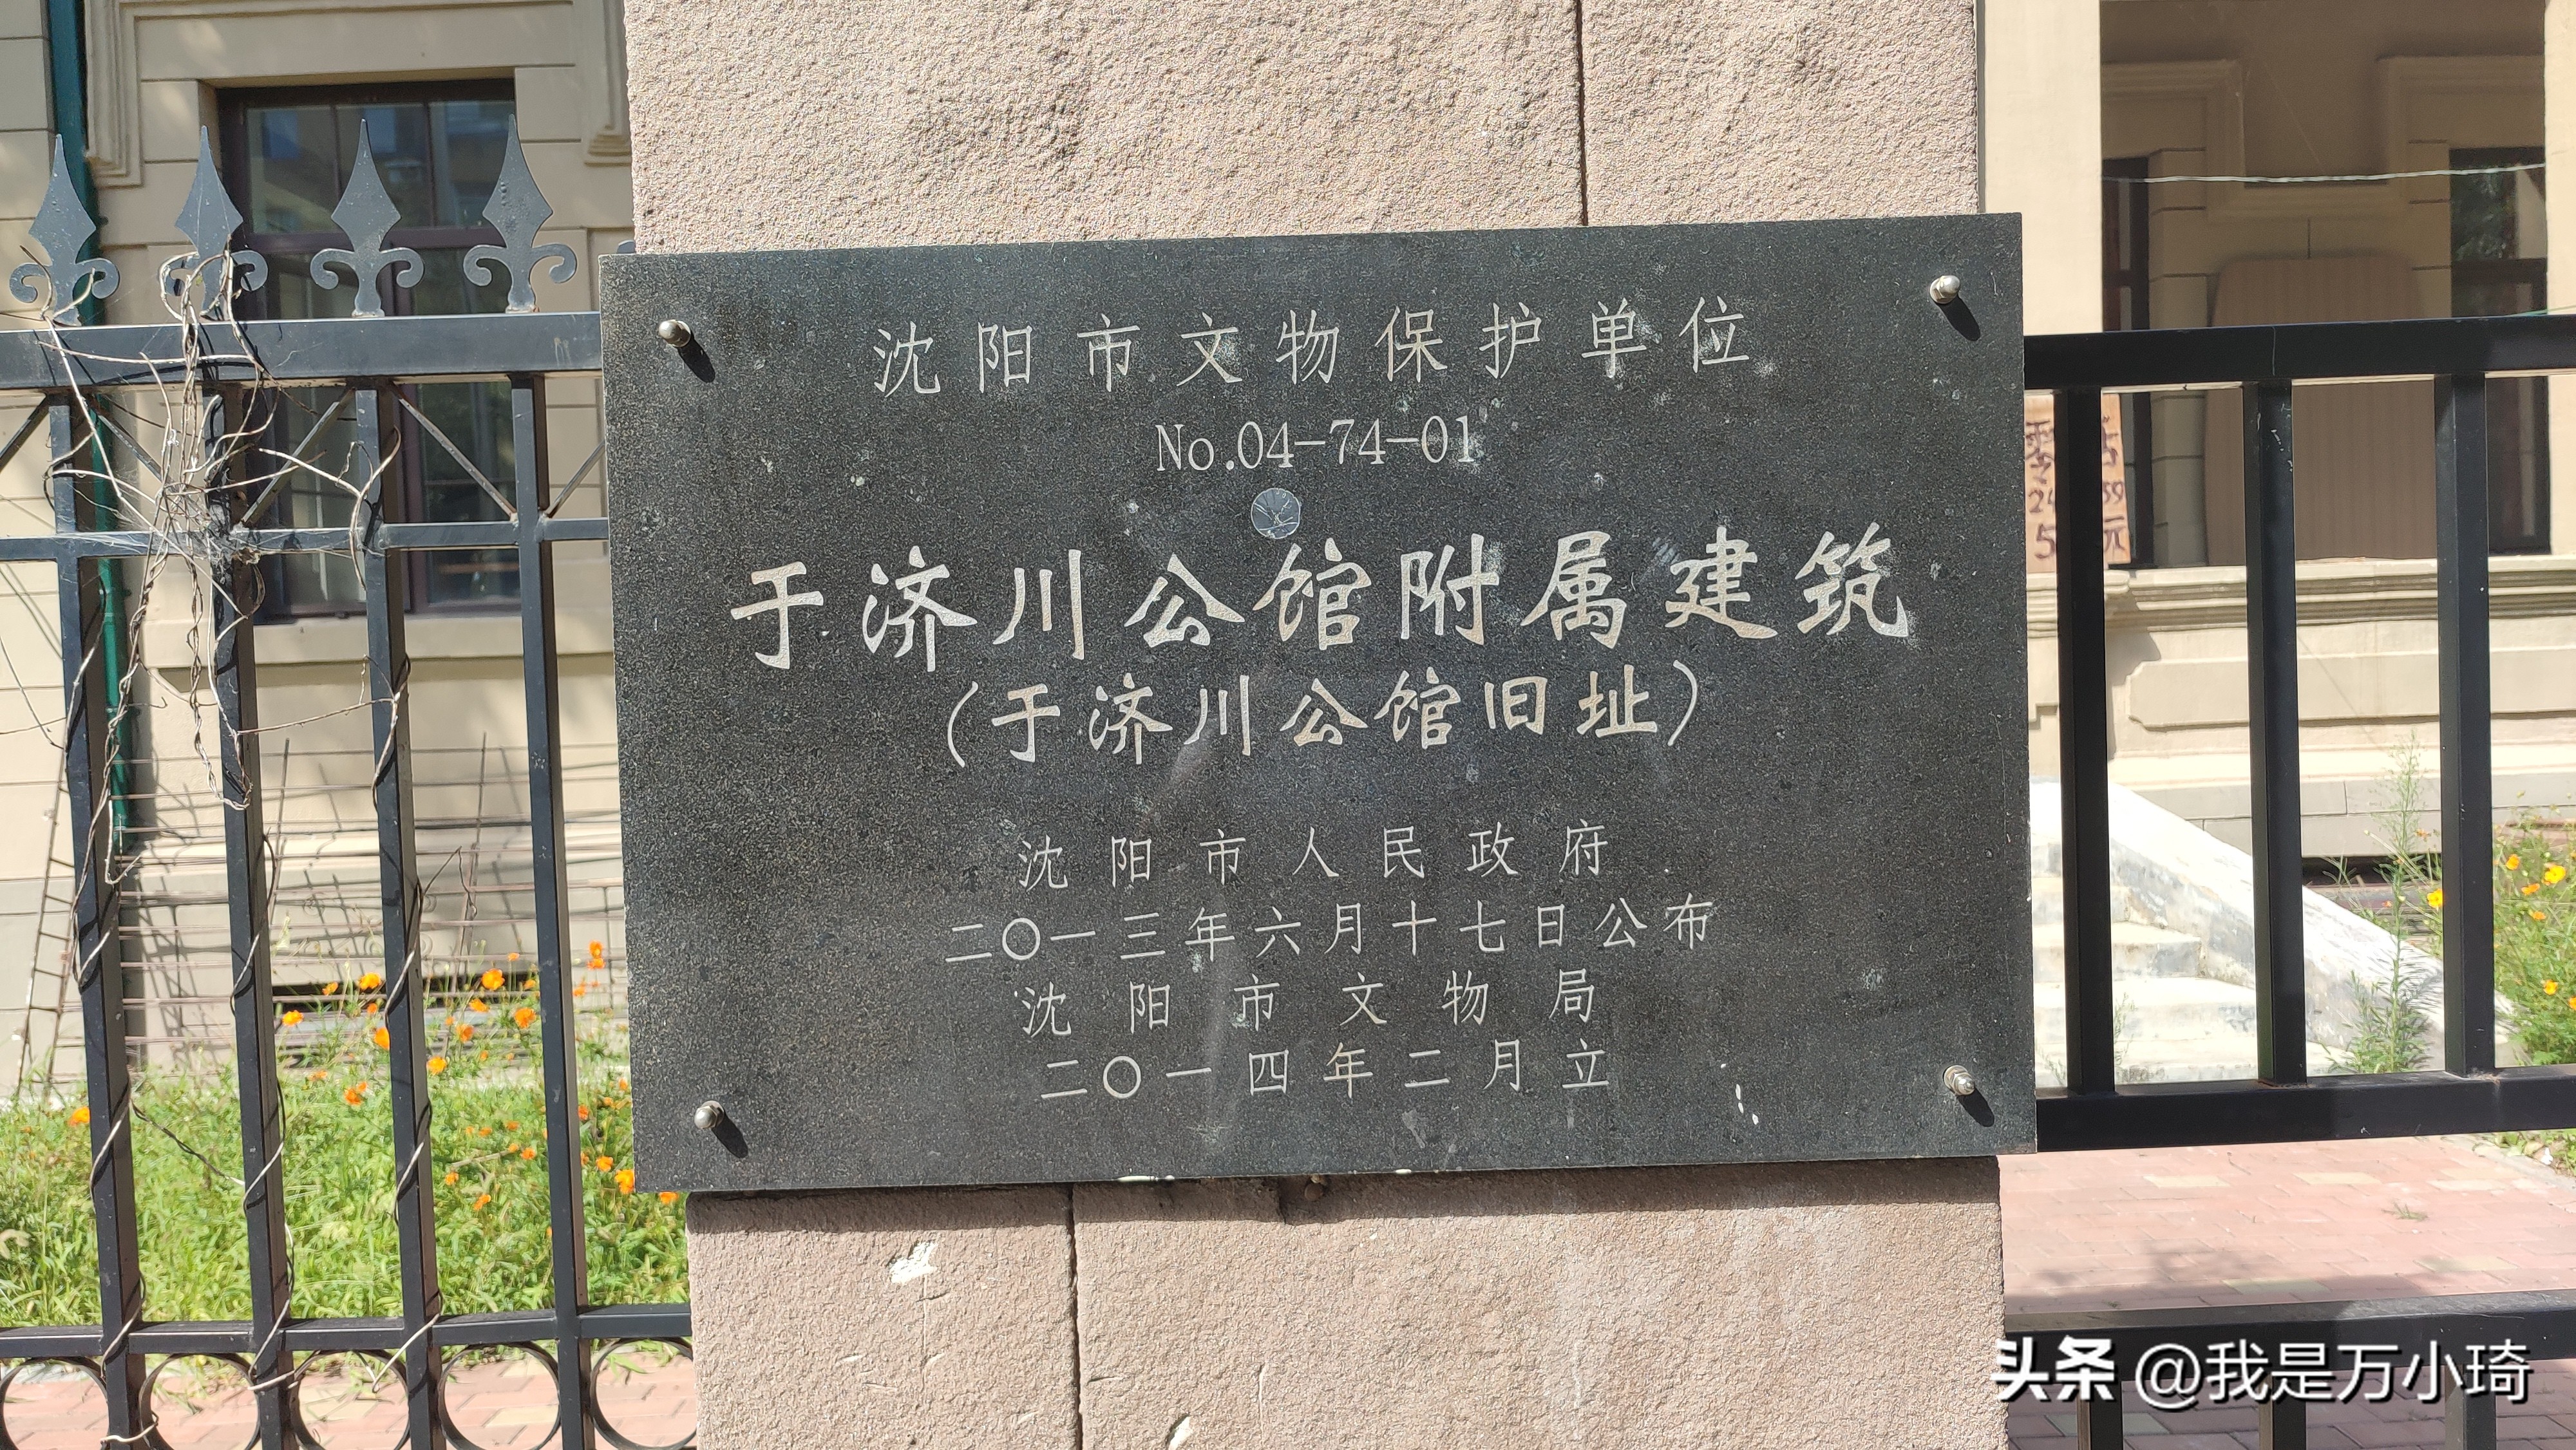 沈阳市文物保护单位
No.04-74-01
于济川公馆附属建筑
(于济川公馆旧址)
沈阳市人民政府
二〇一三年六月十七日公布
沈阳市文物局
二〇一四年二月立
头条 @我是万小琦